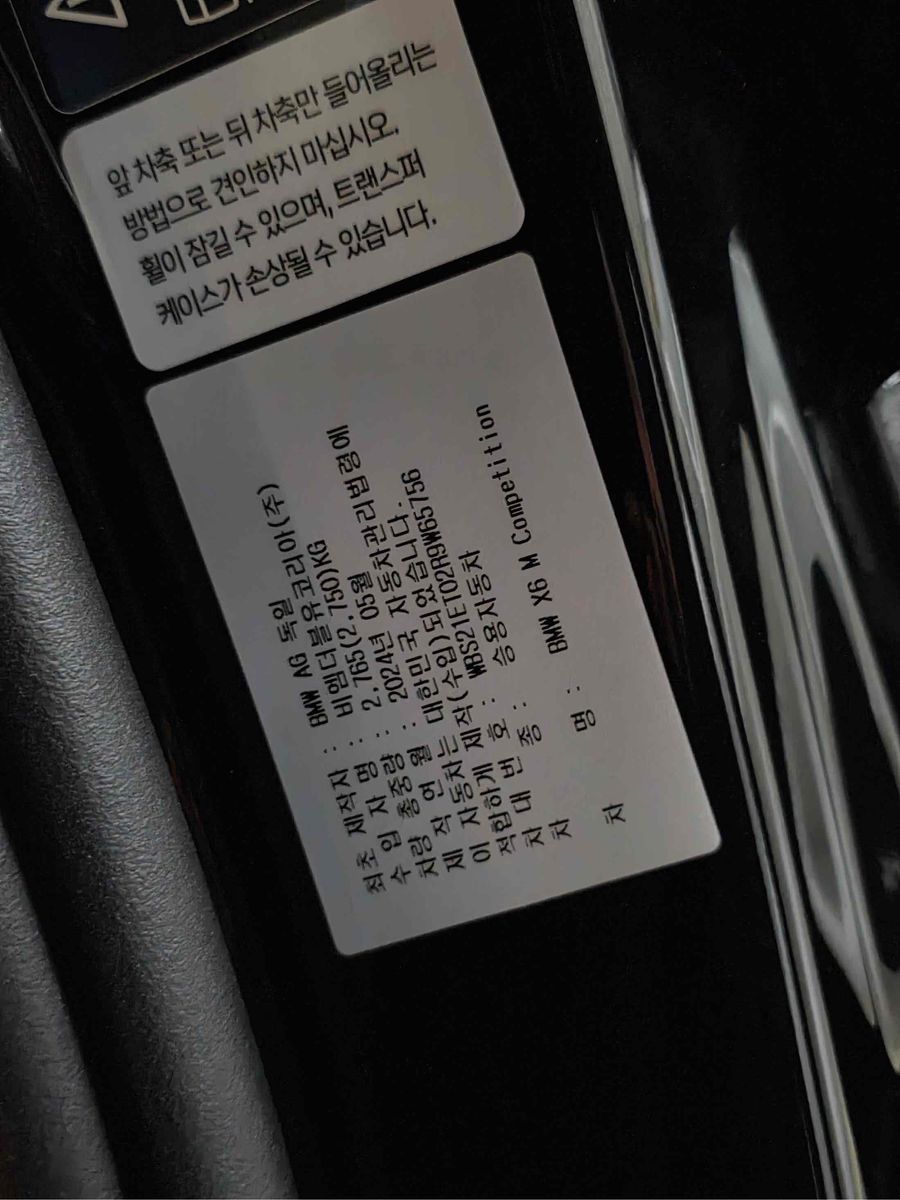 앞 차축 또는 뒤 차축만 들어올리는
방법으로 견인하지 마십시오.
휠이 잠길 수 있으며, 트랜스퍼
케이스가 손상될 수 있습니다.
최초 제작자 : BMW AG 독일
수 입 자 명 : 비엠더블유코리아(주)
차량 총중량 : 2,765(2,750)KG
제 작 연 월 : 2024년 05월
이 자동차는 대한민국 자동차관리법령에
적합하게 제작(수입)되었습니다.
차 대 번 호 : WBS21ET02R9W65756
차 종 : 승용자동차
차 명 : BMW X6 M Competition